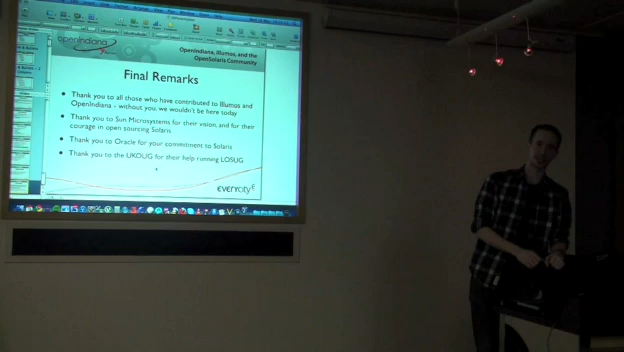 openindiana
OpenIndiana, Illumos, and the
OpenSolaris Community
Final Remarks
• Thank you to all those who have contributed to Illumos and
OpenIndiana - without you, we wouldn't be here today
• Thank you to Sun Microsystems for their vision, and for their
courage in open sourcing Solaris
• Thank you to Oracle for your commitment to Solaris
• Thank you to the UKOUG for their help running LOSUG
everycity